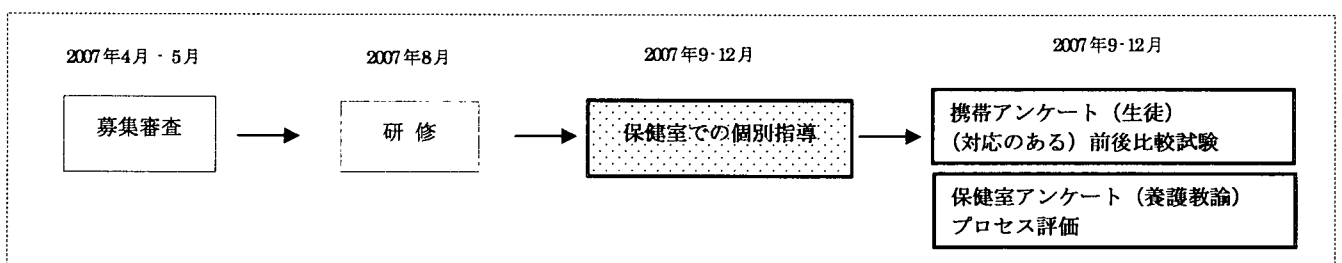 2007年4月 - 5月
2007年8月
2007年9-12月
2007年9-12月
募集審査
研 修
保健室での個別指導
携帯アンケート（生徒）
（対応のある）前後比較試験
保健室アンケート（養護教諭）
プロセス評価